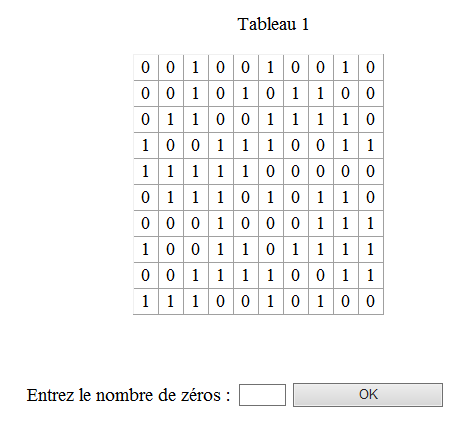 Tableau 1
0 0 1 0 0 1 0 0 1 0
0 0 1 0 1 0 1 1 0 0
0 1 1 0 0 1 1 1 1 0
1 0 0 1 1 1 0 0 1 1
1 1 1 1 1 0 0 0 0 0
0 1 1 1 0 1 0 1 1 0
0 0 0 1 0 0 0 1 1 1
1 0 0 1 1 0 1 1 1 1
0 0 1 1 1 1 0 0 1 1
1 1 1 0 0 1 0 1 0 0
Entrez le nombre de zéros : OK